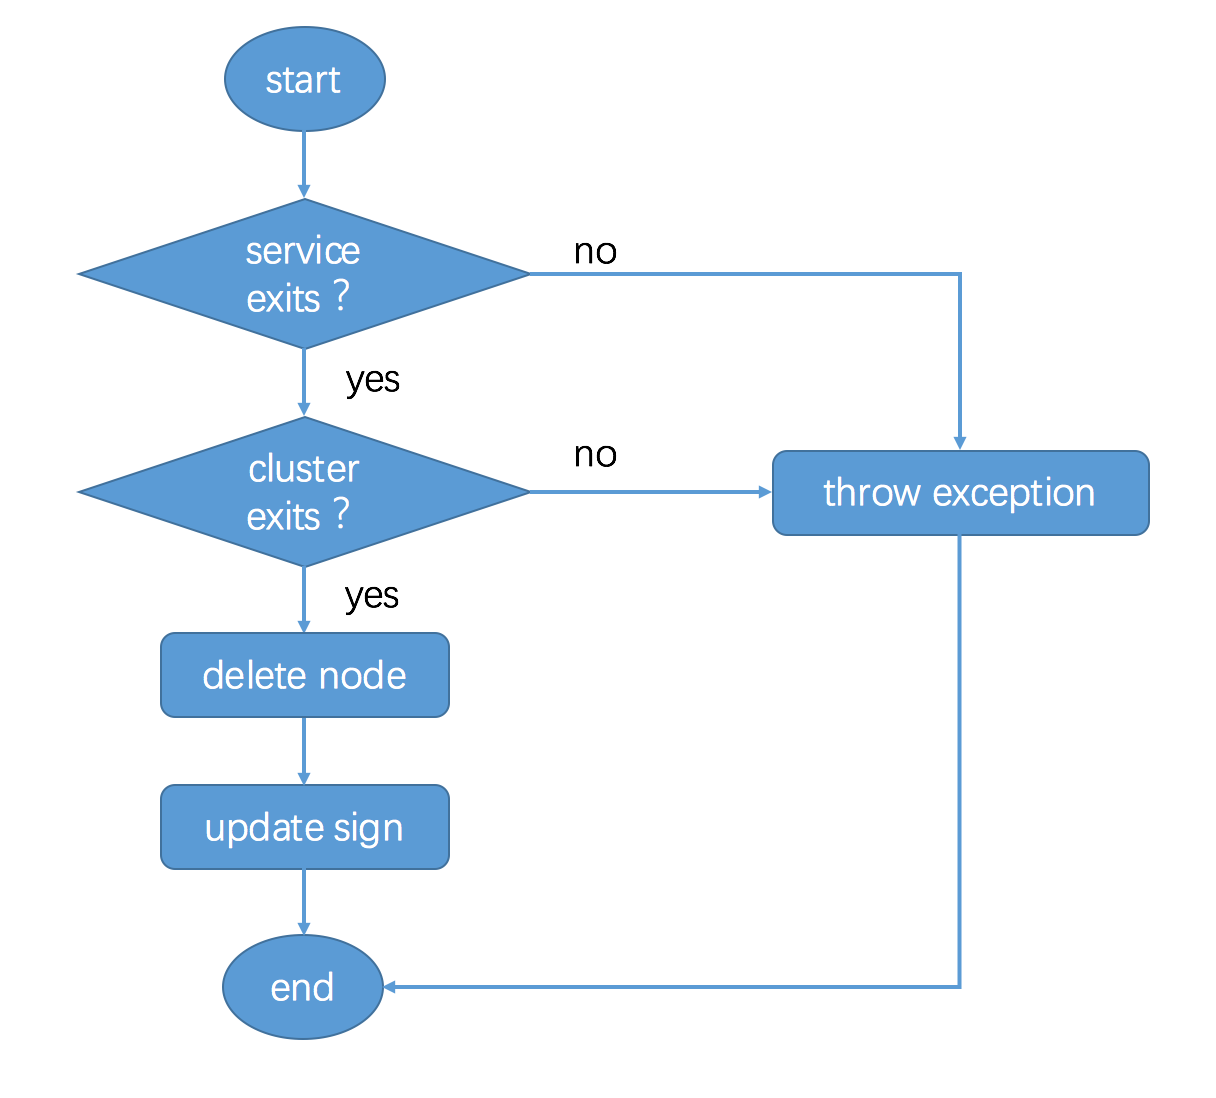 start
service
exits ?
no
yes
cluster
exits ?
no
throw exception
yes
delete node
update sign
end